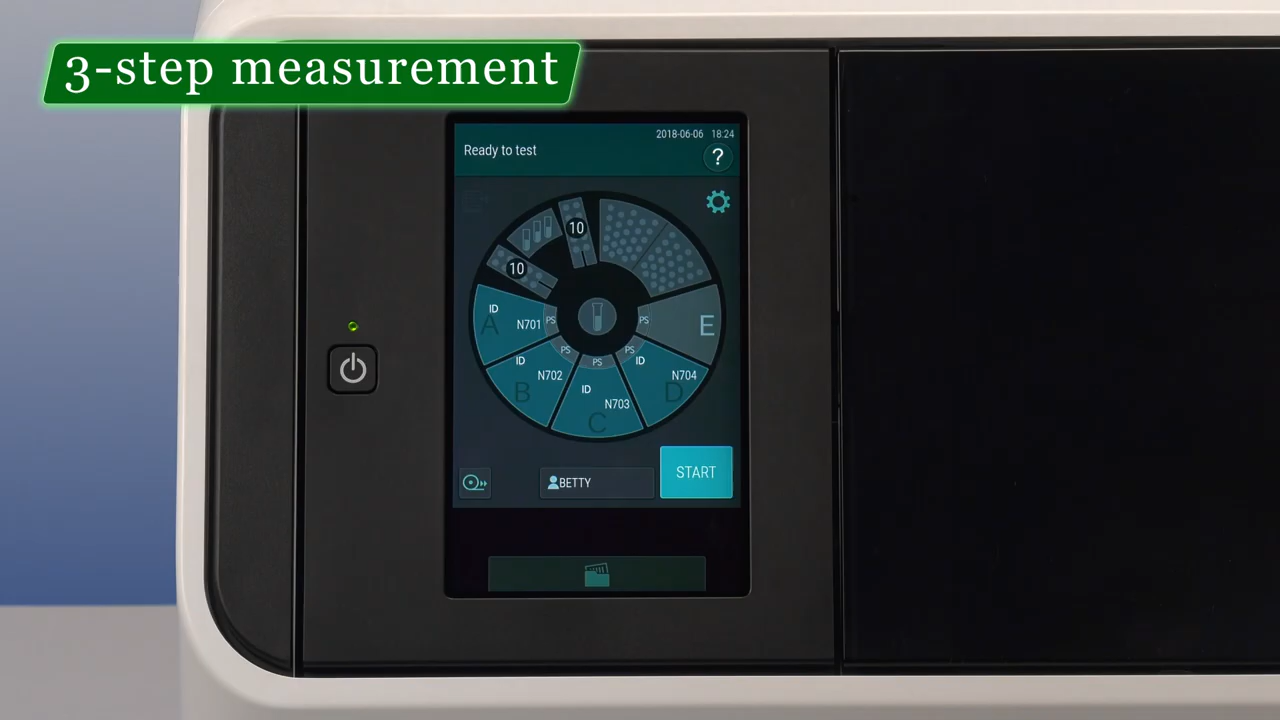 3-step measurement
2018-06-06 18:24
Ready to test
?
10
10
ID
A
N701
PS
PS
E
PS
PS
PS
ID
ID
N702
N704
B
ID
D
N703
C
START
BETTY